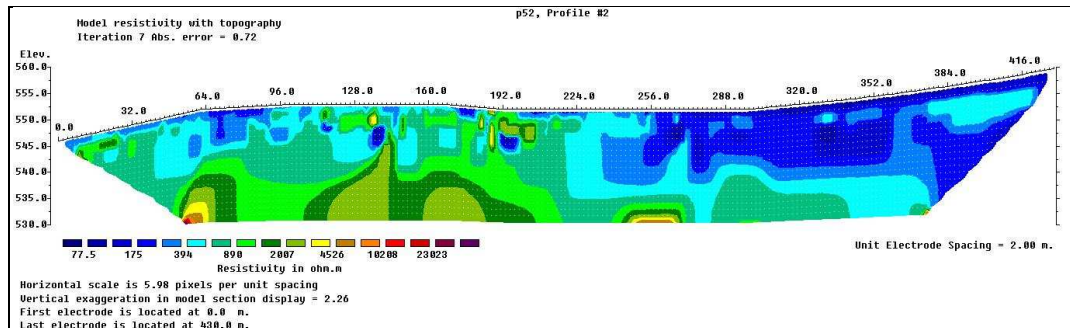 p52, Profile #2
Model resistivity with topography
Iteration 7 Abs. error = 0.72
Elev.
560.0
555.0
550.0
545.0
540.0
535.0
530.0
0.0 32.0 64.0 96.0 128.0 160.0 192.0 224.0 256.0 288.0 320.0 352.0 384.0 416.0
77.5 175 394 890 2007 4526 10208 23023
Resistivity in ohm.m
Unit Electrode Spacing = 2.00 m.
Horizontal scale is 5.98 pixels per unit spacing
Vertical exaggeration in model section display = 2.26
First electrode is located at 0.0 m.
Last electrode is located at 430.0 m.